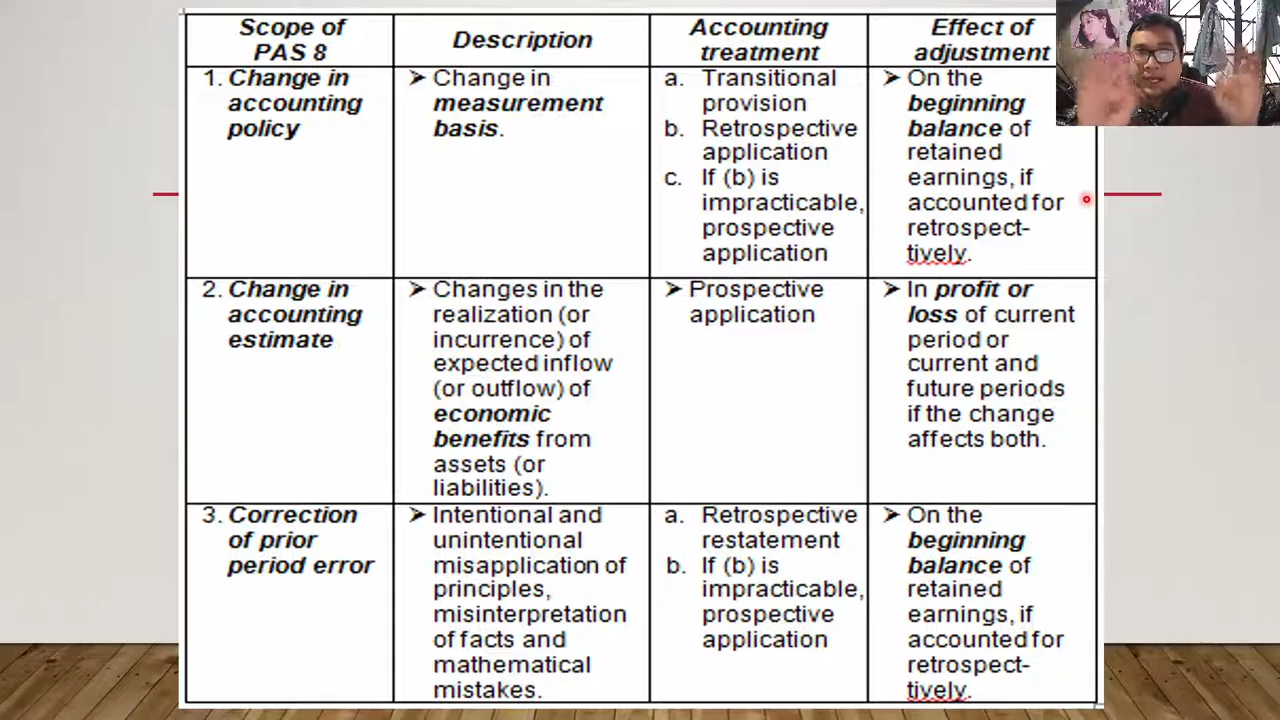 Scope of
PAS 8
Description
Accounting
treatment
Effect of
adjustment
1. Change in
accounting
policy
➤ Change in
measurement
basis.
a. Transitional
provision
b. Retrospective
application
c. If (b) is
impracticable,
prospective
application
➤ On the
beginning
balance of
retained
earnings, if
accounted for
retrospect-
tively.
2. Change in
accounting
estimate
➤ Changes in the
realization (or
incurrence) of
expected inflow
(or outflow) of
economic
benefits from
assets (or
liabilities).
➤ Prospective
application
➤ In profit or
loss of current
period or
current and
future periods
if the change
affects both.
3. Correction
of prior
period error
➤ Intentional and
unintentional
misapplication of
principles,
misinterpretation
of facts and
mathematical
mistakes.
a. Retrospective
restatement
b. If (b) is
impracticable,
prospective
application
➤ On the
beginning
balance of
retained
earnings, if
accounted for
retrospect-
tively.